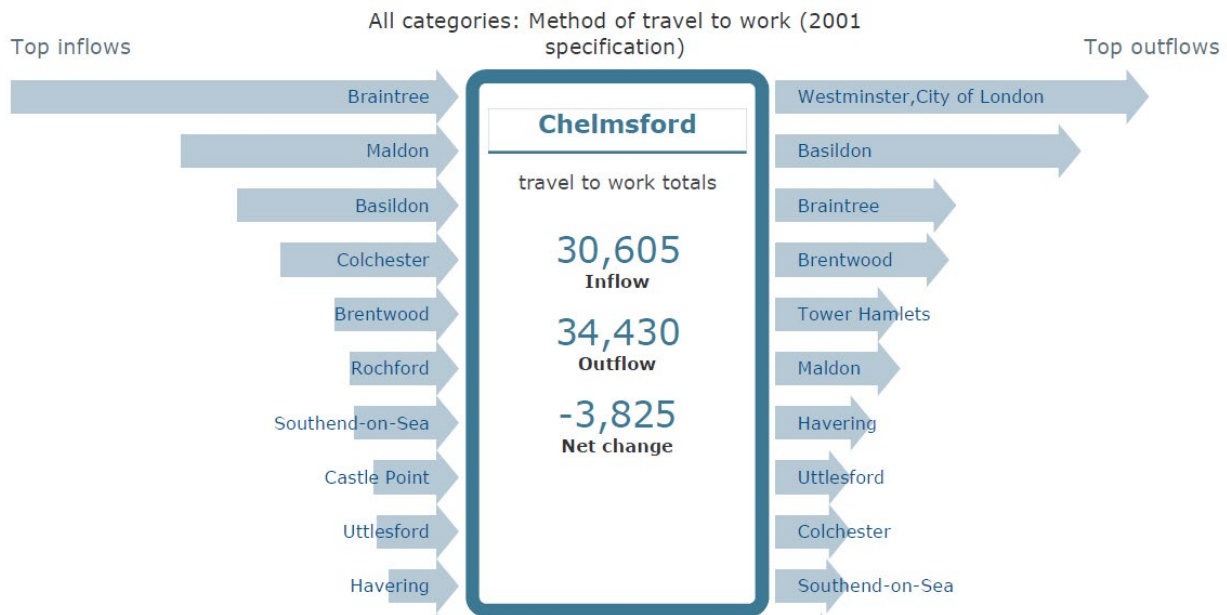 All categories: Method of travel to work (2001
specification)
Top inflows
Top outflows
Braintree
Maldon
Basildon
Colchester
Brentwood
Rochford
Southend-on-Sea
Castle Point
Uttlesford
Havering
Chelmsford
travel to work totals
30,605
Inflow
34,430
Outflow
-3,825
Net change
Westminster,City of London
Basildon
Braintree
Brentwood
Tower Hamlets
Maldon
Havering
Uttlesford
Colchester
Southend-on-Sea